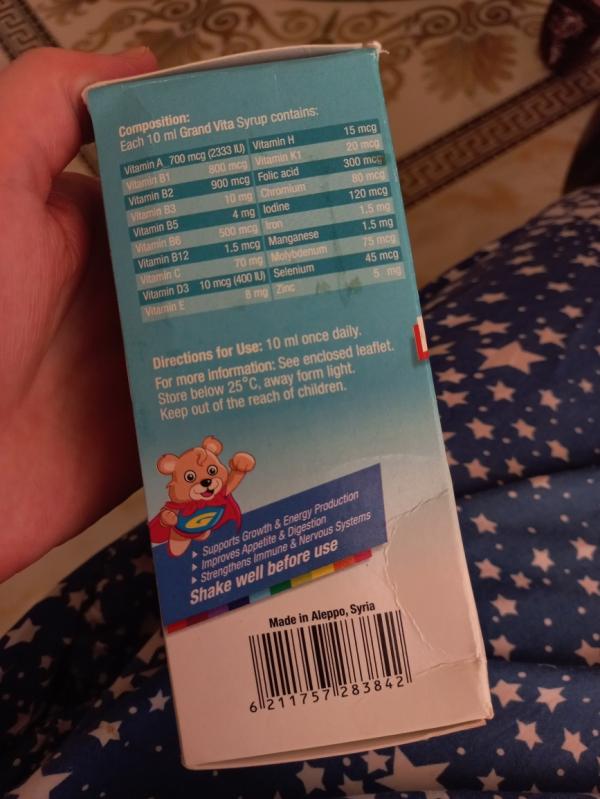 Composition:
Each 10 ml Grand Vita Syrup contains:
Vitamin A 700 mcg (2333 IU) Vitamin H 15 mcg
Vitamin B1 800 mcg Vitamin K1 20 mcg
Vitamin B2 900 mcg Folic acid 300 mcg
Vitamin B3 10 mg Chromium 80 mcg
Vitamin B5 4 mg Iodine 120 mcg
Vitamin B6 500 mcg Iron 1.5 mg
Vitamin B12 1.5 mcg Manganese 1.5 mg
Vitamin C 70 mg Molybdenum 75 mcg
Vitamin D3 10 mcg (400 IU) Selenium 45 mcg
Vitamin E 8 mg Zinc 5 mg
Directions for Use: 10 ml once daily.
For more information: See enclosed leaflet.
Store below 25°C, away form light.
Keep out of the reach of children.
G
Supports Growth & Energy Production
Improves Appetite & Digestion
Strengthens Immune & Nervous Systems
Shake well before use
Made in Aleppo, Syria
6 211757 283842